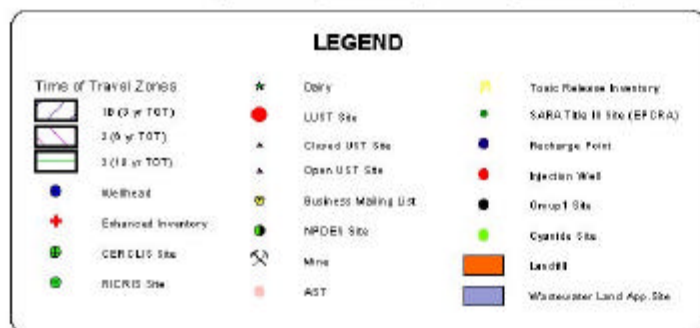 LEGEND
Time of Travel Zones
1B (3 yr TOT)
2 (6 yr TOT)
3 (10 yr TOT)
Wellhead
Enhanced Inventory
CERCLIS Site
RICRIS Site
Dairy
LUST Site
Closed UST Site
Open UST Site
Business Mailing List
NPDES Site
Mine
AST
Toxic Release Inventory
SARA Title III Site (EPCRA)
Recharge Point
Injection Well
Group1 Site
Cyanide Site
Landfill
Wastewater Land App. Site